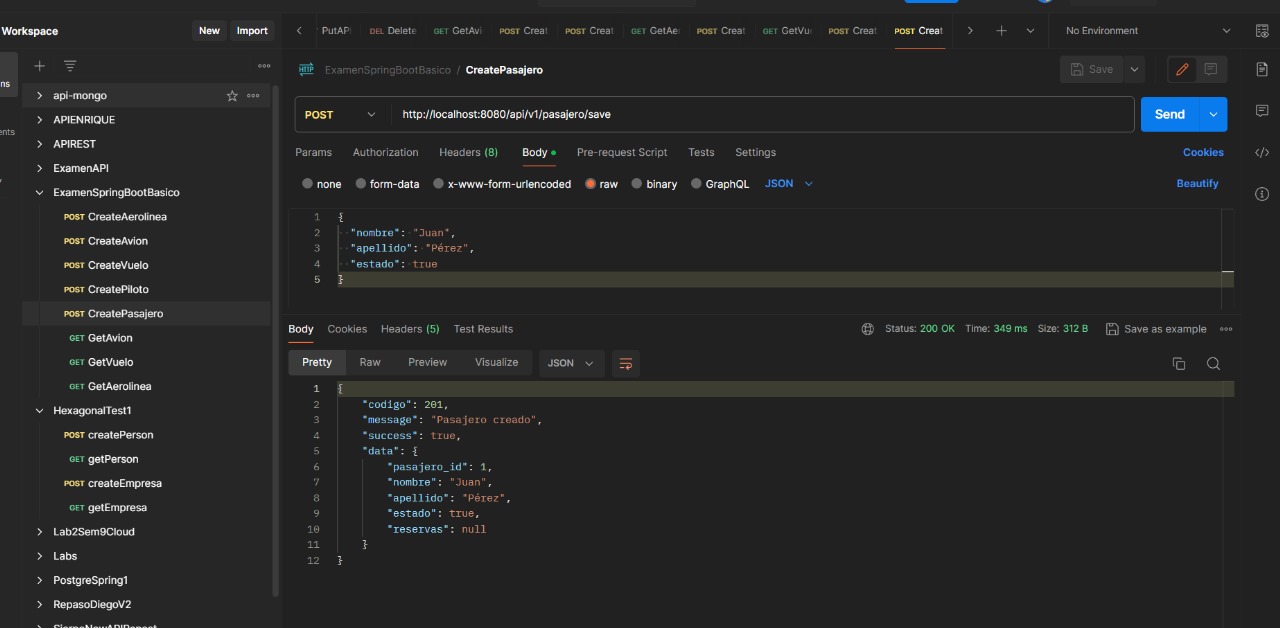 Workspace
New
Import
PutAP
DEL Delete
GET GetAvi
POST Creat
POST Creat
GET GetAe
POST Creat
GET GetVu
POST Creat
POST Creat
No Environment
ns
ents
api-mongo
APIENRIQUE
APIREST
ExamenAPI
ExamenSpringBootBasico
POST CreateAerolinea
POST CreateAvion
POST CreateVuelo
POST CreatePiloto
POST CreatePasajero
GET GetAvion
GET GetVuelo
GET GetAerolinea
HexagonalTest1
POST createPerson
GET getPerson
POST createEmpresa
GET getEmpresa
Lab2Sem9Cloud
Labs
PostgreSpring1
RepasoDiegoV2
HTTP ExamenSpringBootBasico / CreatePasajero
Save
POST http://localhost:8080/api/v1/pasajero/save
Send
Params Authorization Headers (8) Body Pre-request Script Tests Settings
Cookies
none form-data x-www-form-urlencoded raw binary GraphQL JSON
Beautify
1 {
2 "nombre": "Juan",
3 "apellido": "Pérez",
4 "estado": true
5 }
Body Cookies Headers (5) Test Results
Status: 200 OK Time: 349 ms Size: 312 B
Save as example
Pretty Raw Preview Visualize JSON
1 {
2 "codigo": 201,
3 "message": "Pasajero creado",
4 "success": true,
5 "data": {
6 "pasajero_id": 1,
7 "nombre": "Juan",
8 "apellido": "Pérez",
9 "estado": true,
10 "reservas": null
11 }
12 }